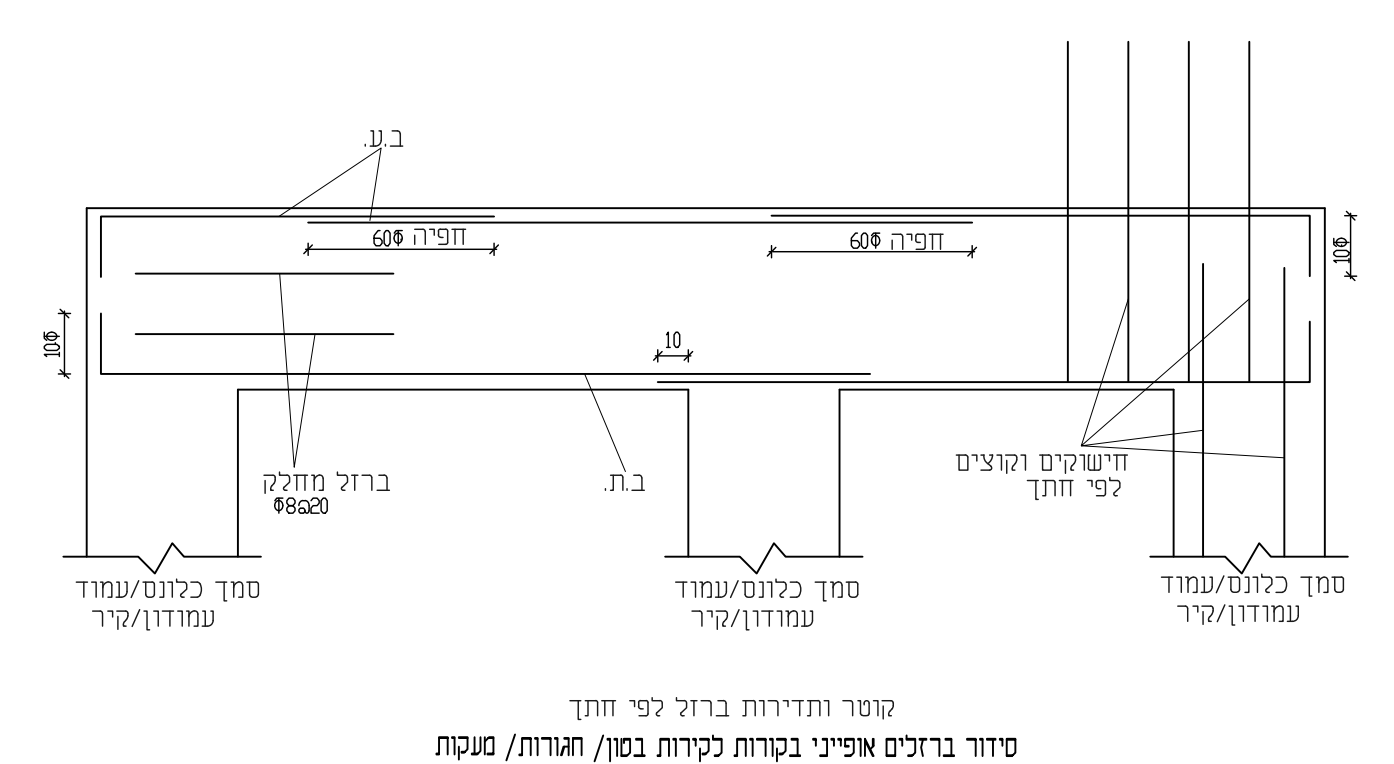 ב.ע.
חפיה 60Φ
חפיה 60Φ
10Φ
10Φ
10
ברזל מחלק
Φ8@20
ב.ת.
חישוקים וקוצים
לפי חתך
סמך כלונס/עמוד
עמודון/קיר
סמך כלונס/עמוד
עמודון/קיר
סמך כלונס/עמוד
עמודון/קיר
קוטר ותדירות ברזל לפי חתך
סידור ברזלים אופייני בקורות לקירות בטון/ חגורות/ מעקות